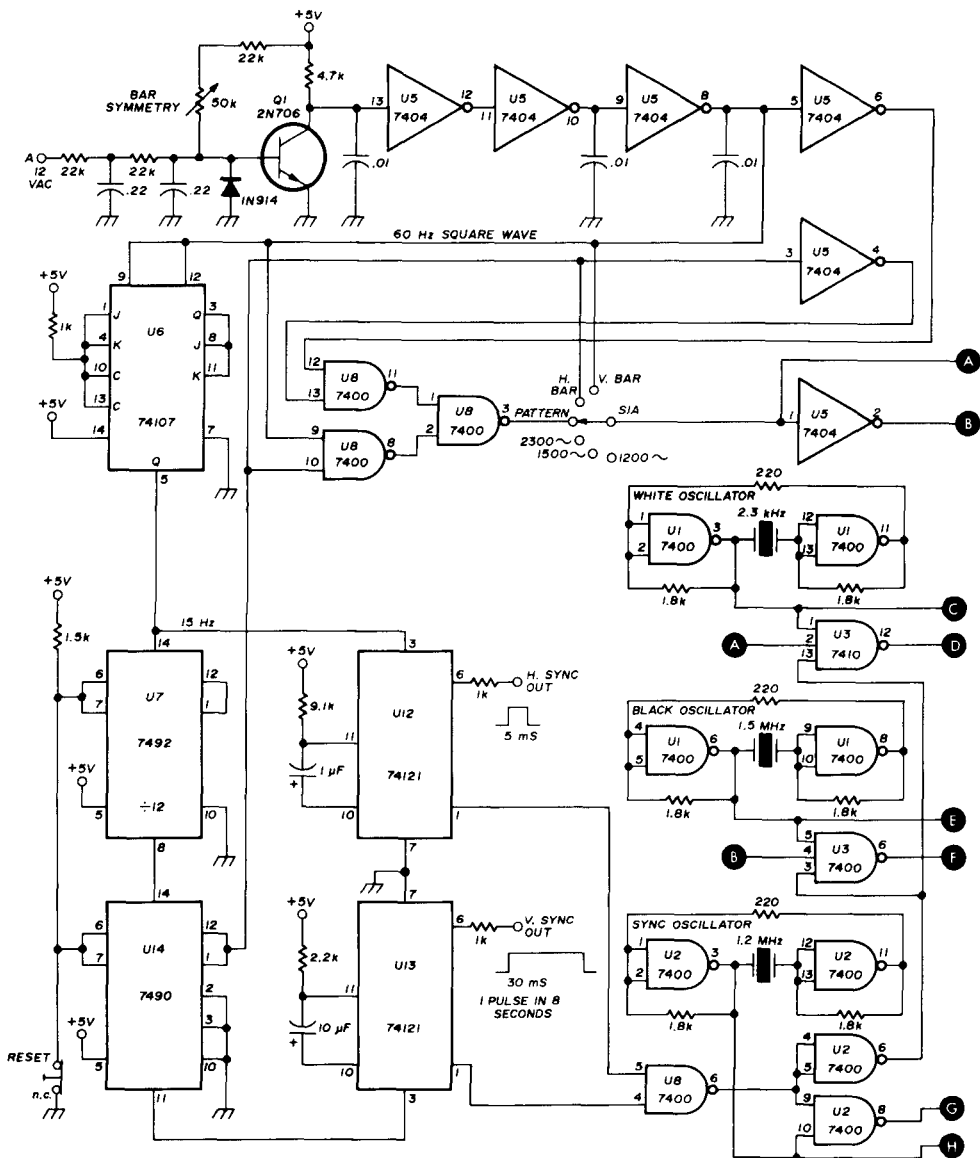 +5V
22k
4.7k
BAR
SYMMETRY
50k
Q1
2N706
A
12
VAC
22k
22k
.22
.22
1N914
.01
13
U5
7404
12
11
U5
7404
10
.01
9
U5
7404
8
.01
5
U5
7404
6
60 Hz SQUARE WAVE
3
U5
7404
4
+5V
1k
9
12
1
J
Q
3
4
K
U6
J
8
10
C
K
11
13
C
14
74107
7
+5V
Q
5
12
13
U8
7400
11
9
10
U8
7400
8
1
2
U8
7400
3
H.
BAR
V. BAR
PATTERN
S1A
2300~
1500~
1200~
1
U5
7404
2
A
B
WHITE OSCILLATOR
220
1
2
U1
7400
3
2.3 kHz
12
13
U1
7400
11
1.8k
1.8k
C
A
1
2
13
U3
7410
12
D
BLACK OSCILLATOR
220
4
5
U1
7400
6
1.5 MHz
9
10
U1
7400
8
1.8k
1.8k
E
B
5
4
3
U3
7400
6
F
SYNC OSCILLATOR
220
1
2
U2
7400
3
1.2 MHz
12
13
U2
7400
11
1.8k
1.8k
4
5
U2
7400
6
9
10
U2
7400
8
G
H
+5V
1.5k
15 Hz
14
6
7
U7
7492
12
1
+5V
5
÷12
10
8
+5V
9.1k
1 µF
+
11
10
3
U12
74121
6
1k
H. SYNC
OUT
5 mS
1
7
14
6
7
U14
7490
12
1
2
3
10
+5V
5
11
RESET
n.c.
+5V
2.2k
10 µF
+
11
10
7
U13
74121
6
1k
V. SYNC
OUT
30 mS
1 PULSE IN 8
SECONDS
1
3
5
4
U8
7400
6